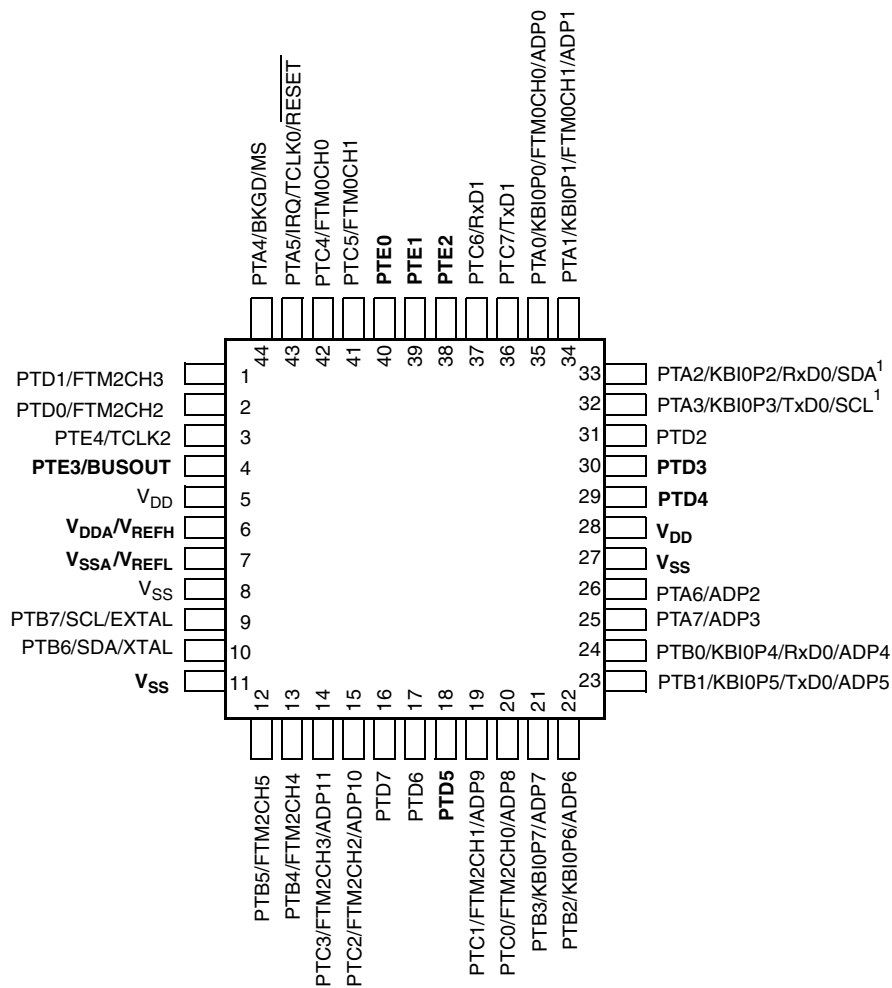 PTA4/BKGD/MS
PTA5/IRQ/TCLK0/RESET
PTC4/FTM0CH0
PTC5/FTM0CH1
PTE0
PTE1
PTE2
PTC6/RxD1
PTC7/TxD1
PTA0/KBI0P0/FTM0CH0/ADP0
PTA1/KBI0P1/FTM0CH1/ADP1
44 43 42 41 40 39 38 37 36 35 34
PTD1/FTM2CH3 1
PTD0/FTM2CH2 2
PTE4/TCLK2 3
PTE3/BUSOUT 4
VDD 5
VDDA/VREFH 6
VSSA/VREFL 7
VSS 8
PTB7/SCL/EXTAL 9
PTB6/SDA/XTAL 10
VSS 11
33 PTA2/KBI0P2/RxD0/SDA1
32 PTA3/KBI0P3/TxD0/SCL1
31 PTD2
30 PTD3
29 PTD4
28 VDD
27 VSS
26 PTA6/ADP2
25 PTA7/ADP3
24 PTB0/KBI0P4/RxD0/ADP4
23 PTB1/KBI0P5/TxD0/ADP5
12 13 14 15 16 17 18 19 20 21 22
PTB5/FTM2CH5
PTB4/FTM2CH4
PTC3/FTM2CH3/ADP11
PTC2/FTM2CH2/ADP10
PTD7
PTD6
PTD5
PTC1/FTM2CH1/ADP9
PTC0/FTM2CH0/ADP8
PTB3/KBI0P7/ADP7
PTB2/KBI0P6/ADP6